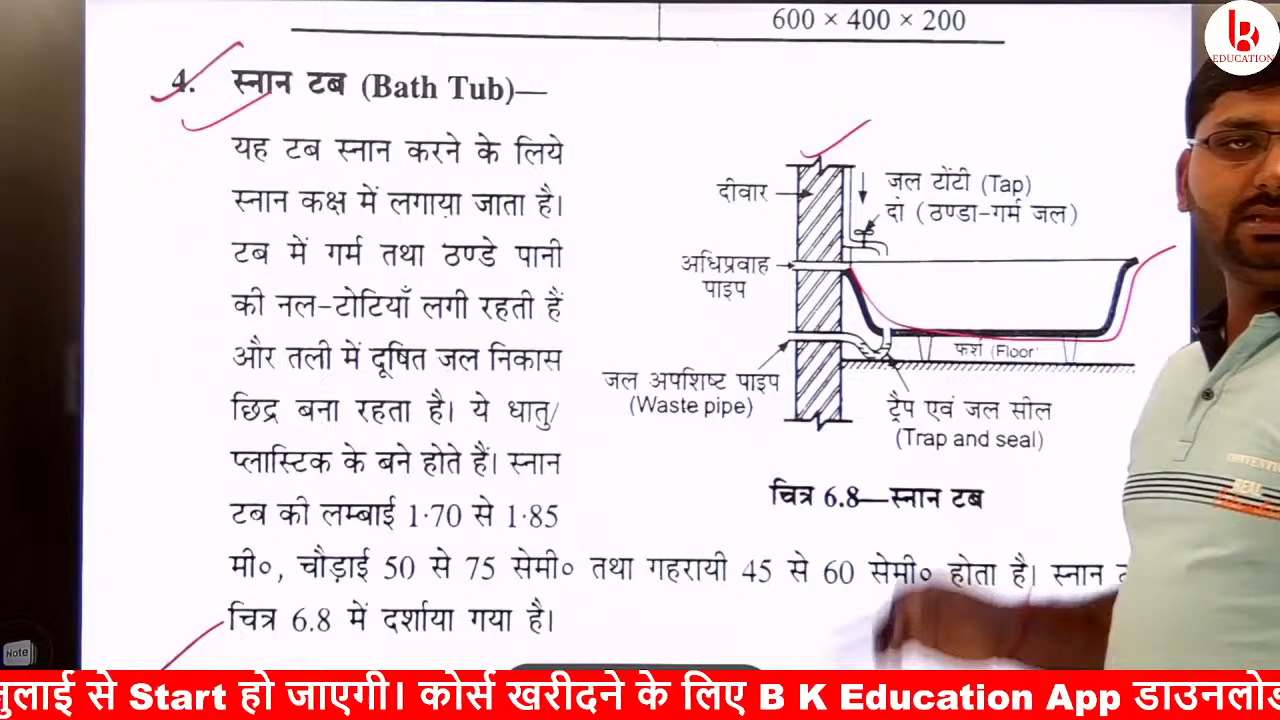 600 × 400 × 200
4. स्नान टब (Bath Tub)—
यह टब स्नान करने के लिये
स्नान कक्ष में लगाया जाता है।
टब में गर्म तथा ठण्डे पानी
की नल-टोटियाँ लगी रहती हैं
और तली में दूषित जल निकास
छिद्र बना रहता है। ये धातु/
प्लास्टिक के बने होते हैं। स्नान
टब की लम्बाई 1·70 से 1·85
मी०, चौड़ाई 50 से 75 सेमी० तथा गहरायी 45 से 60 सेमी० होता है। स्नान
चित्र 6.8 में दर्शाया गया है।
दीवार
जल टोंटी (Tap)
दो (ठण्डा-गर्म जल)
अधिप्रवाह
पाइप
फर्श (Floor)
जल अपशिष्ट पाइप
(Waste pipe)
ट्रैप एवं जल सील
(Trap and seal)
चित्र 6.8—स्नान टब
EDUCATION
Note
जुलाई से Start हो जाएगी। कोर्स खरीदने के लिए B K Education App डाउनलोड